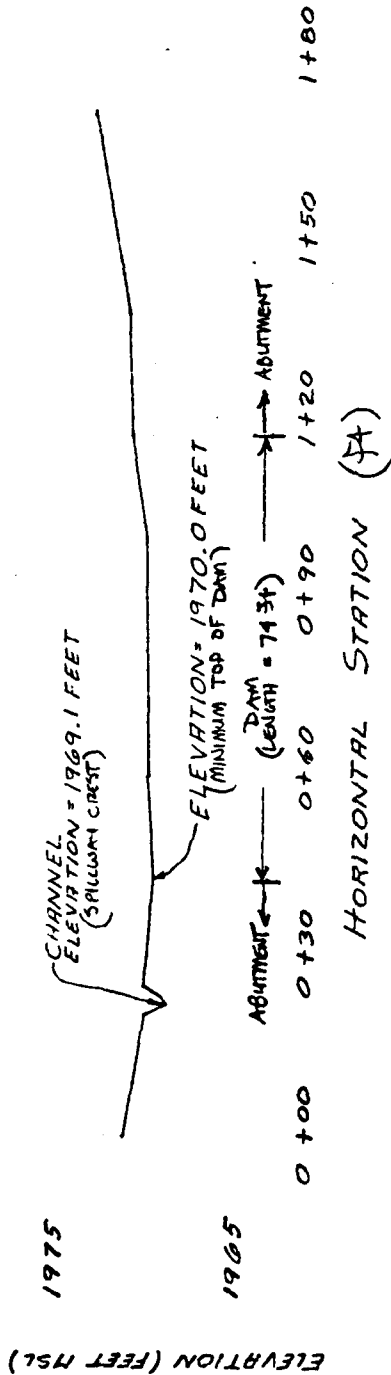 1975
1965
ELEVATION (FEET MSL)
CHANNEL
ELEVATION = 1969.1 FEET
(SPILLWAY CREST)
ELEVATION = 1970.0 FEET
(MINIMUM TOP OF DAM)
ABUTMENT
DAM
(LENGTH = 74 ft)
ABUTMENT
0+00 0+30 0+60 0+90 1+20 1+50 1+80
HORIZONTAL STATION (ft)